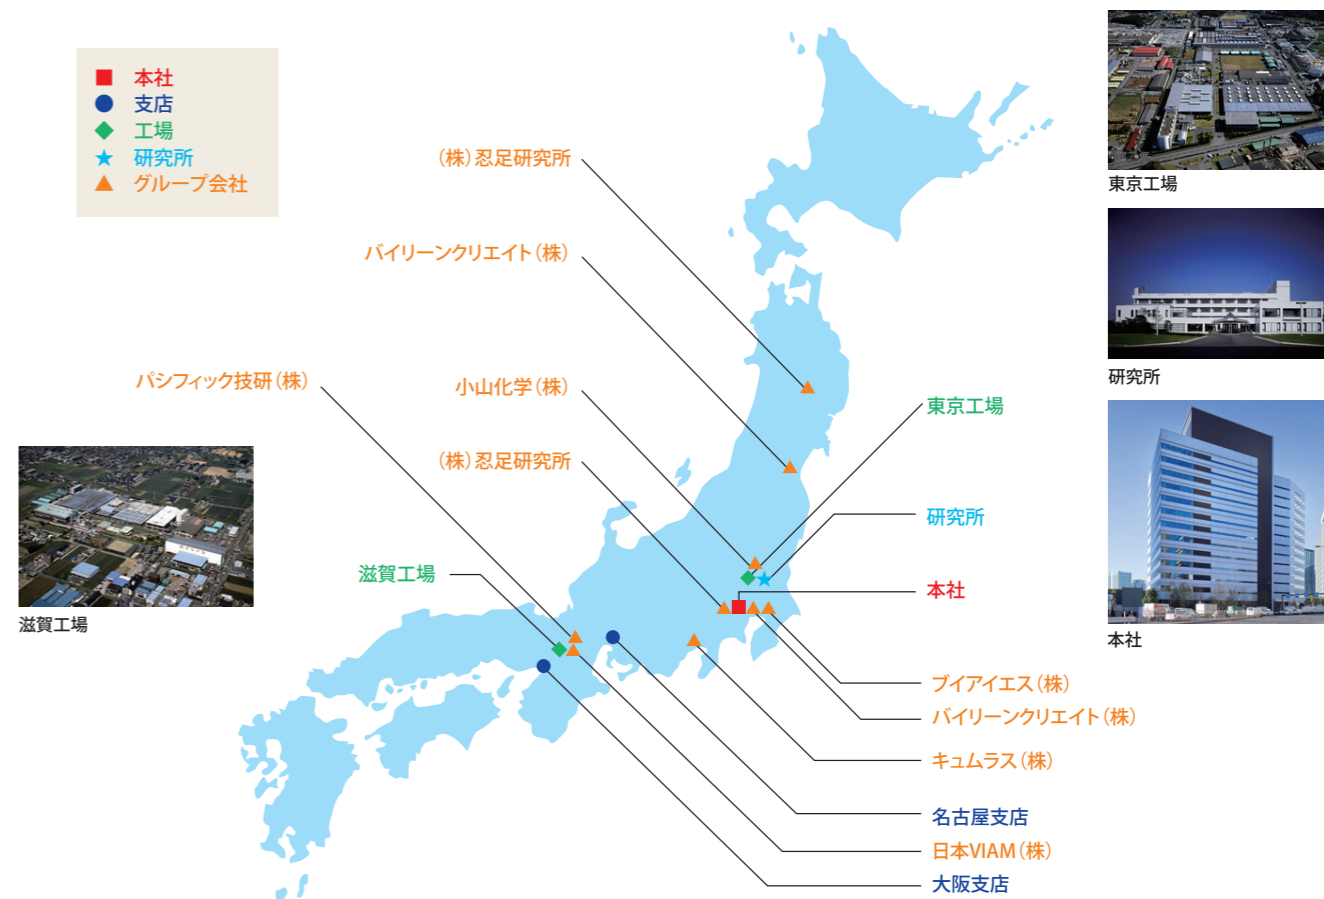 本社
支店
工場
研究所
グループ会社
(株)忍足研究所
バイリーンクリエイト(株)
パシフィック技研(株)
小山化学(株)
(株)忍足研究所
滋賀工場
東京工場
研究所
本社
ブイアイエス(株)
バイリーンクリエイト(株)
キュムラス(株)
名古屋支店
日本VIAM(株)
大阪支店
滋賀工場
東京工場
研究所
本社